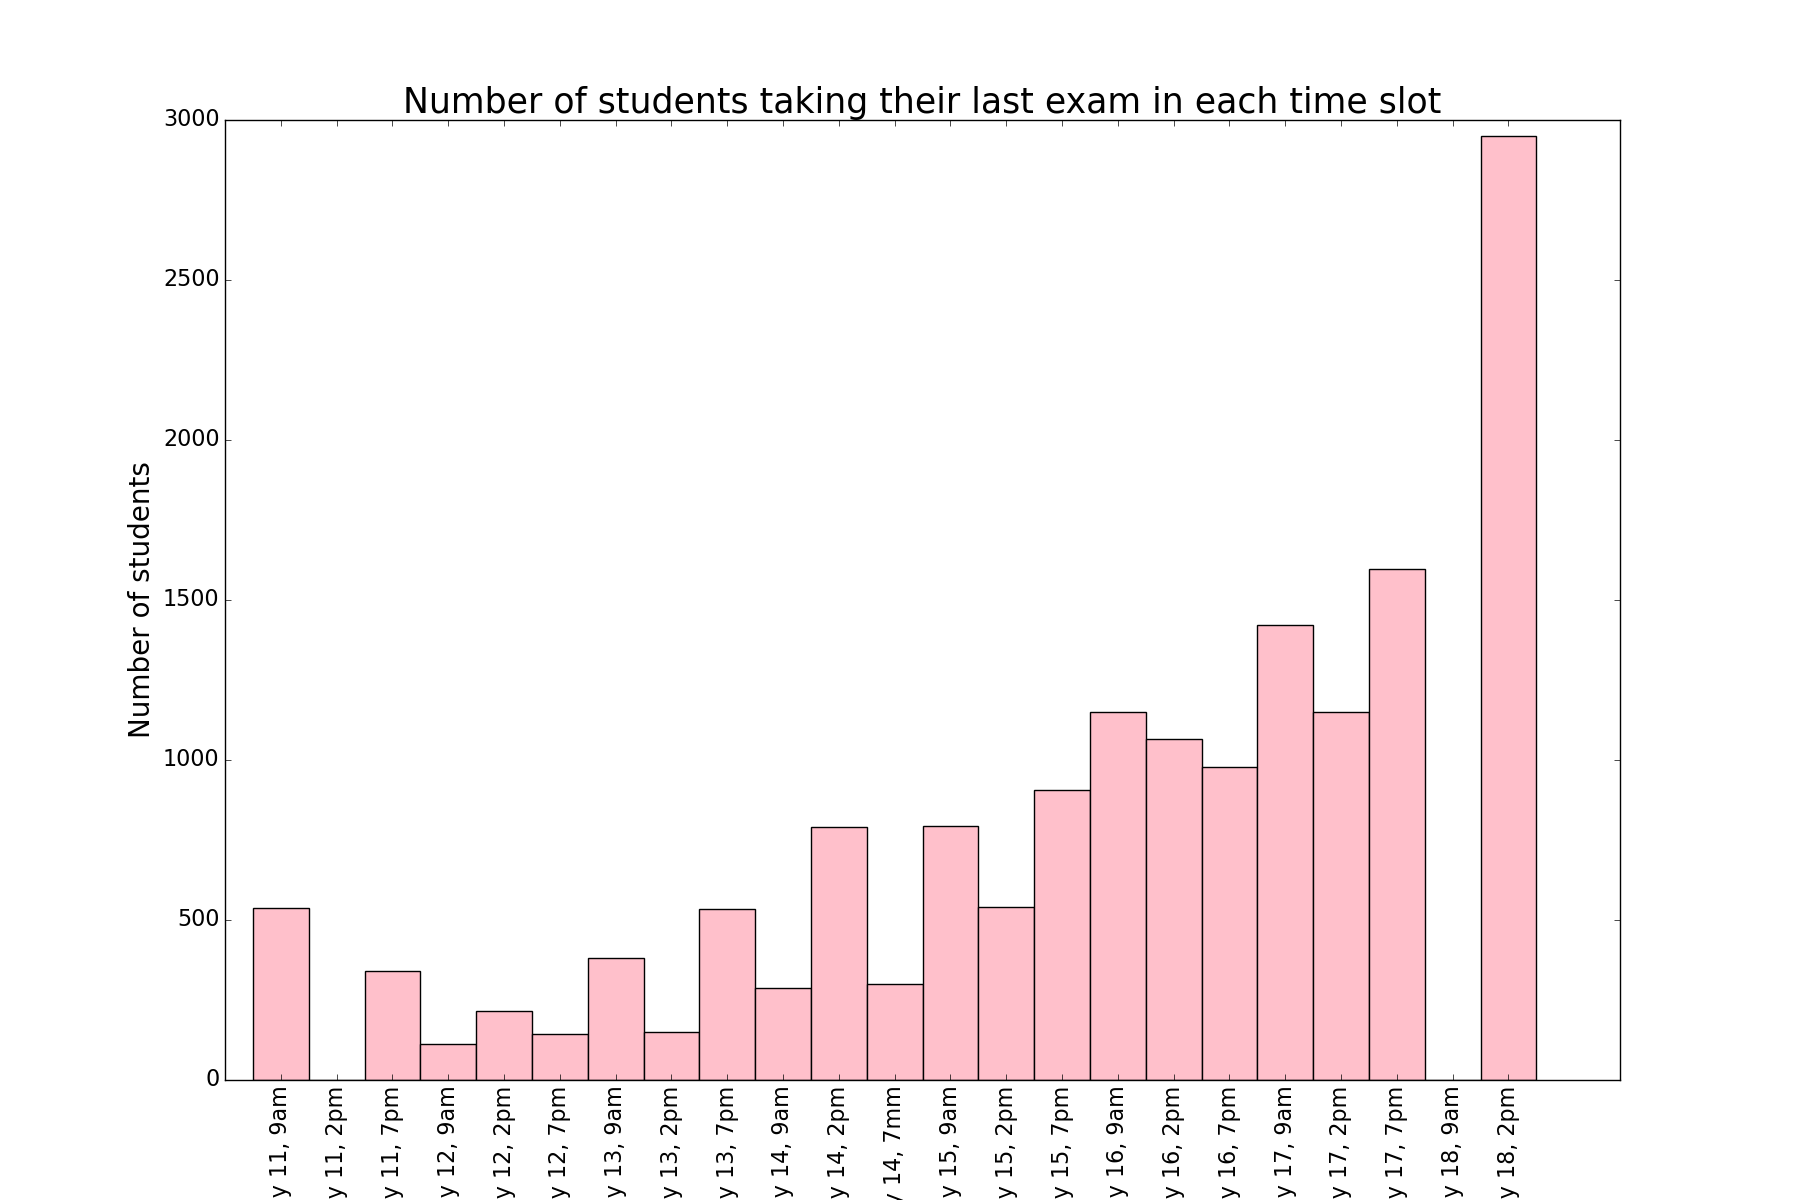 Number of students taking their last exam in each time slot
3000
2500
2000
1500
1000
500
0
Number of students
y 11, 9am
y 11, 2pm
y 11, 7pm
y 12, 9am
y 12, 2pm
y 12, 7pm
y 13, 9am
y 13, 2pm
y 13, 7pm
y 14, 9am
y 14, 2pm
y 14, 7mm
y 15, 9am
y 15, 2pm
y 15, 7pm
y 16, 9am
y 16, 2pm
y 16, 7pm
y 17, 9am
y 17, 2pm
y 17, 7pm
y 18, 9am
y 18, 2pm